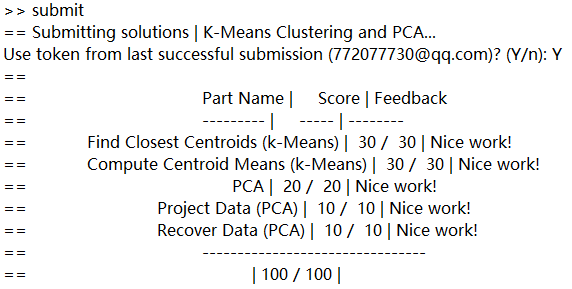 >> submit
== Submitting solutions | K-Means Clustering and PCA...
Use token from last successful submission (772077730@qq.com)? (Y/n): Y
==
== Part Name | Score | Feedback
== --------- | ----- | --------
== Find Closest Centroids (k-Means) | 30 / 30 | Nice work!
== Compute Centroid Means (k-Means) | 30 / 30 | Nice work!
== PCA | 20 / 20 | Nice work!
== Project Data (PCA) | 10 / 10 | Nice work!
== Recover Data (PCA) | 10 / 10 | Nice work!
== --------------------------------
== | 100 / 100 |